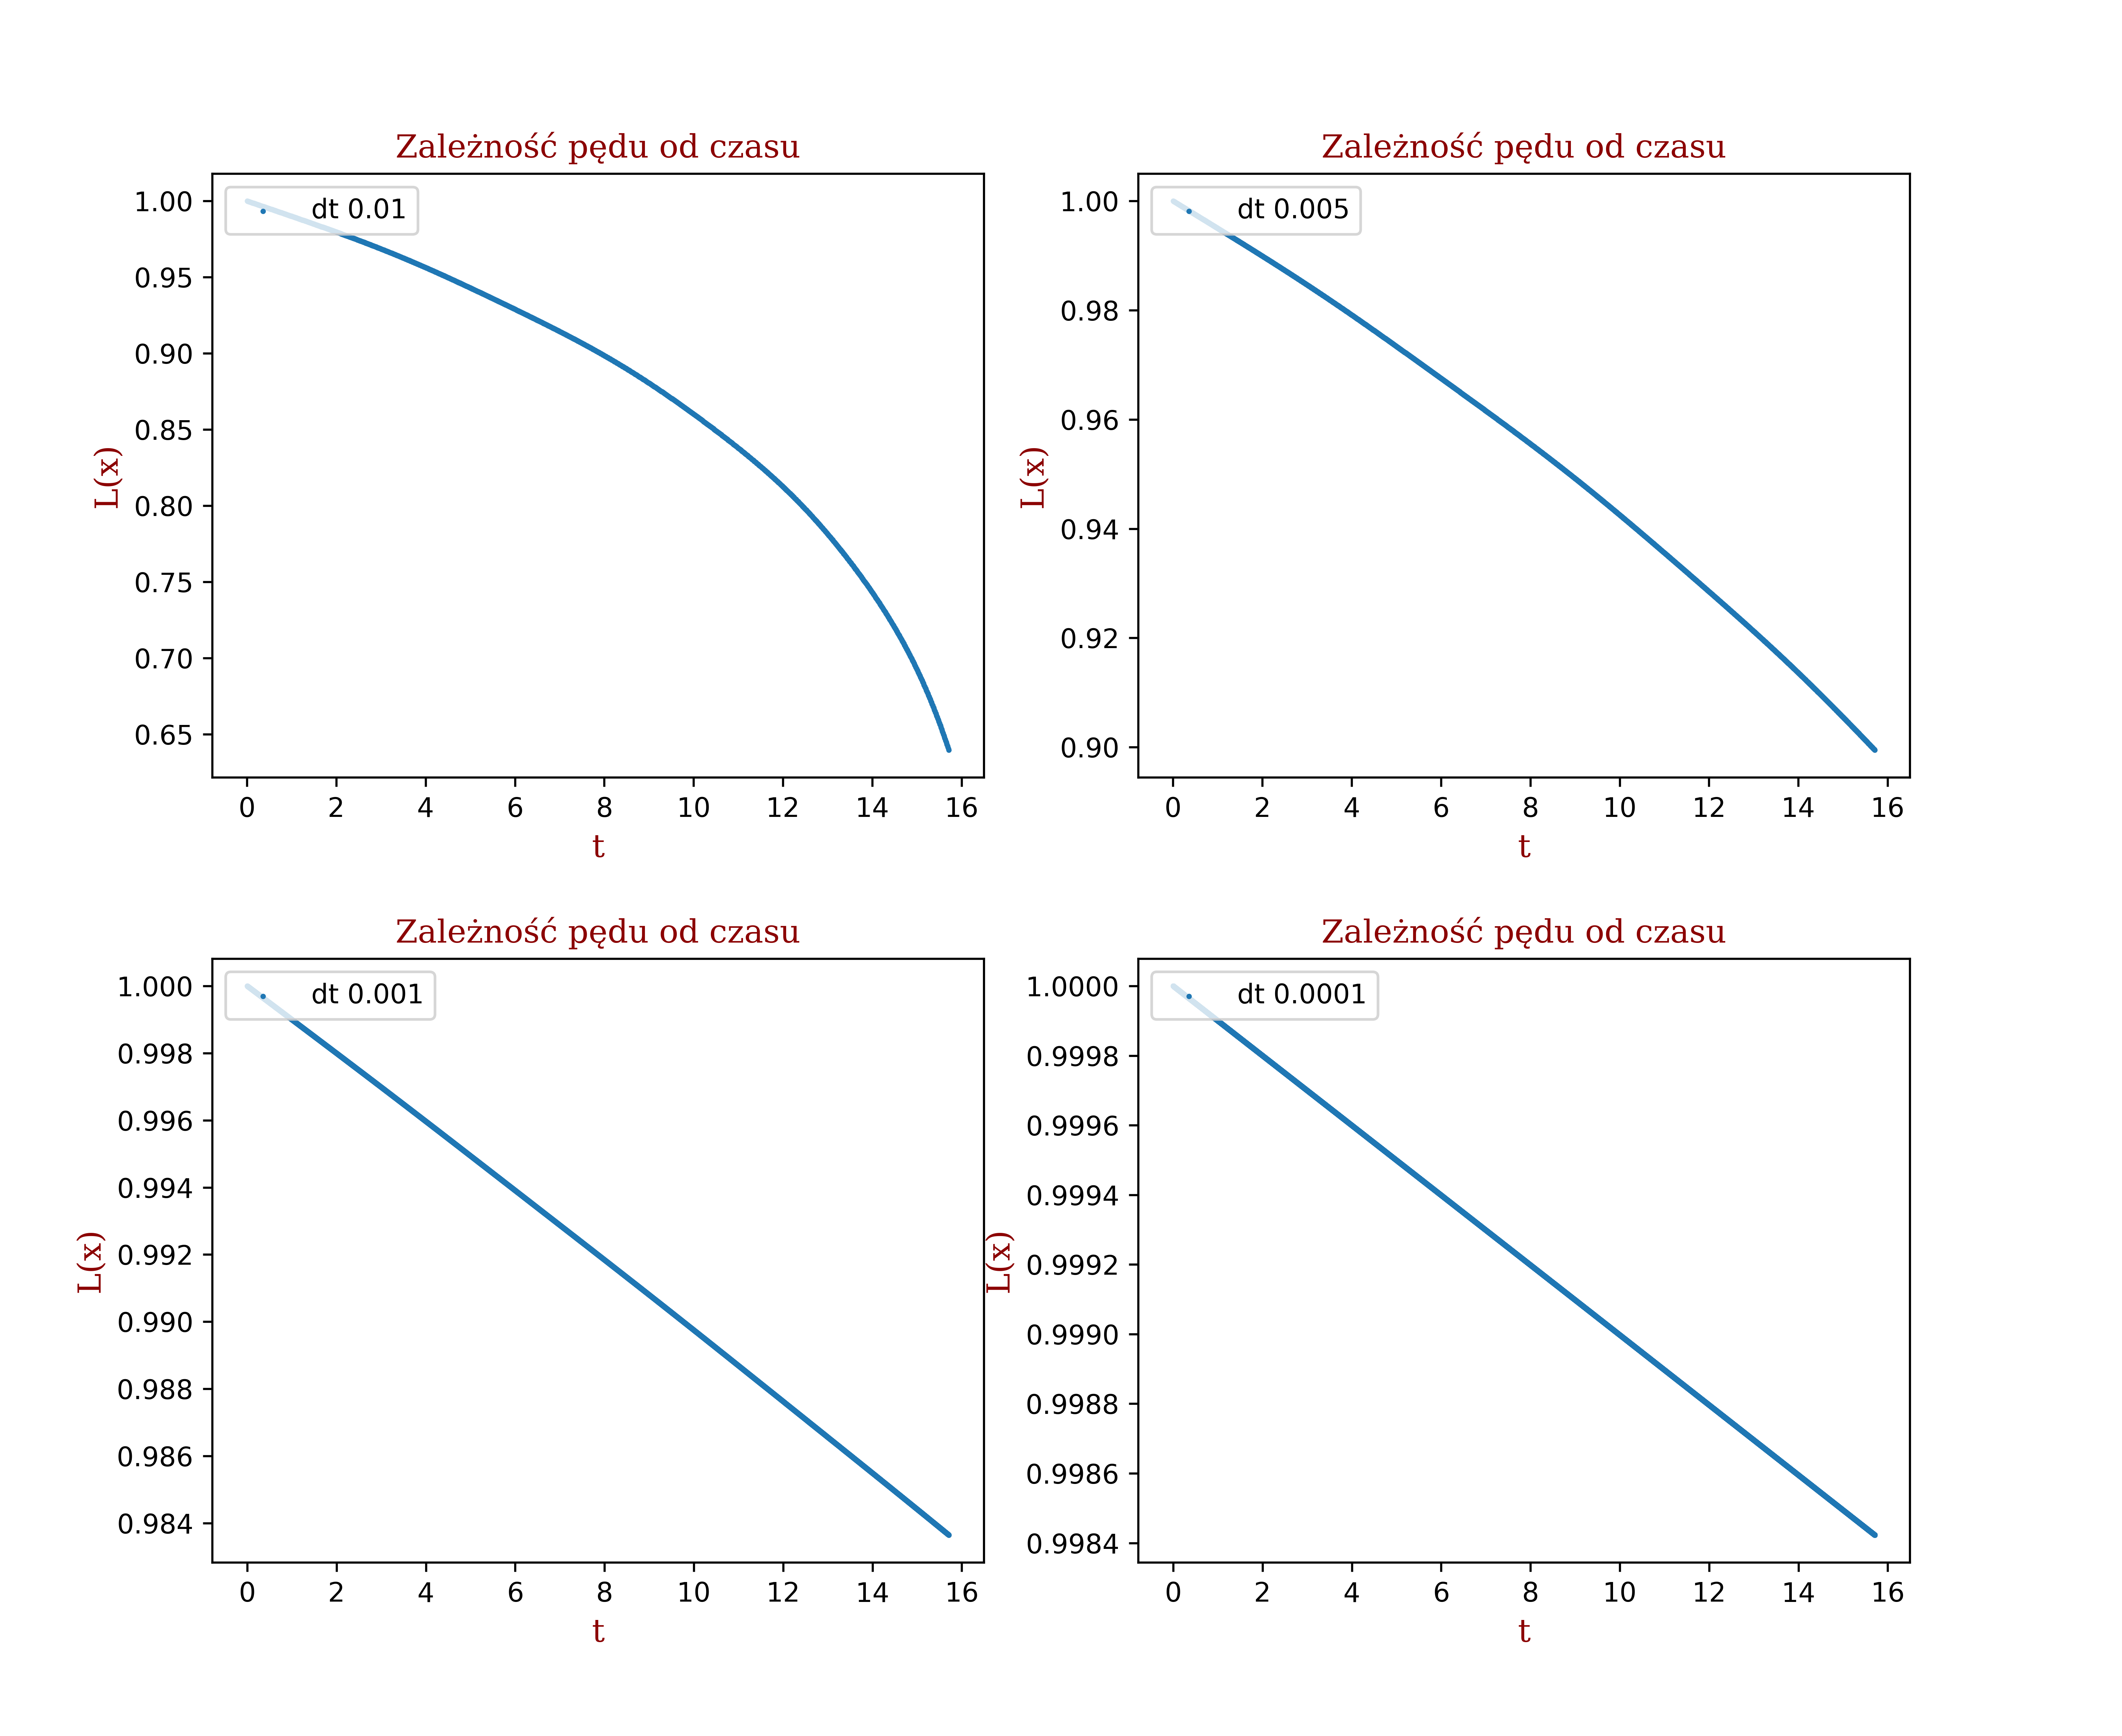 Zależność pędu od czasu
dt 0.01
1.00
0.95
0.90
0.85
0.80
0.75
0.70
0.65
L(x)
0 2 4 6 8 10 12 14 16
t
Zależność pędu od czasu
dt 0.005
1.00
0.98
0.96
0.94
0.92
0.90
L(x)
0 2 4 6 8 10 12 14 16
t
Zależność pędu od czasu
dt 0.001
1.000
0.998
0.996
0.994
0.992
0.990
0.988
0.986
0.984
L(x)
0 2 4 6 8 10 12 14 16
t
Zależność pędu od czasu
dt 0.0001
1.0000
0.9998
0.9996
0.9994
0.9992
0.9990
0.9988
0.9986
0.9984
L(x)
0 2 4 6 8 10 12 14 16
t